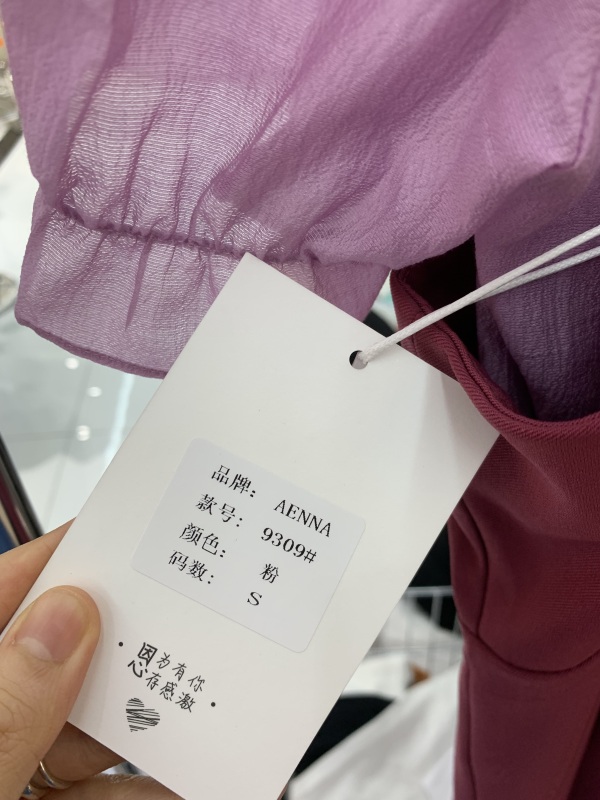 品牌: AENNA
款号: 9309#
颜色: 粉
码数: S
因为有你
心存感激